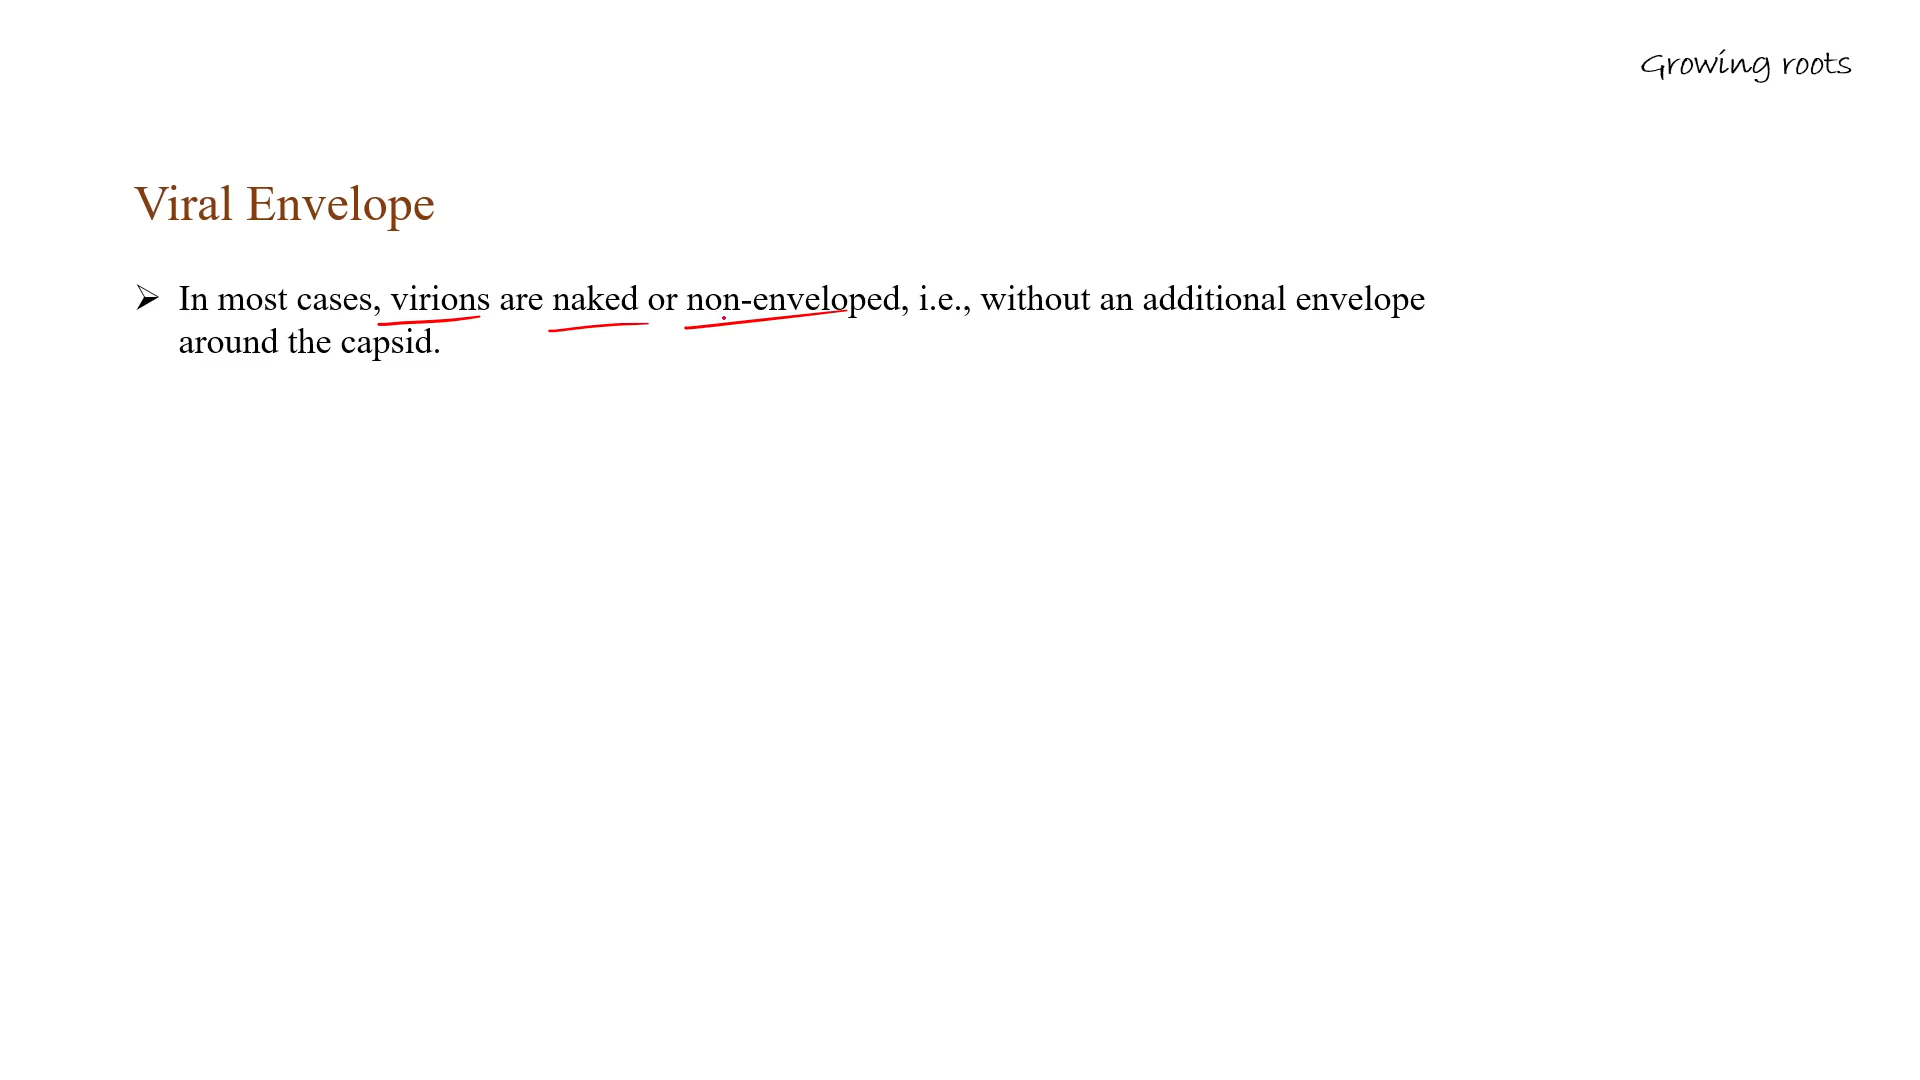 Growing roots
Viral Envelope
➢ In most cases, virions are naked or non-enveloped, i.e., without an additional envelope
around the capsid.